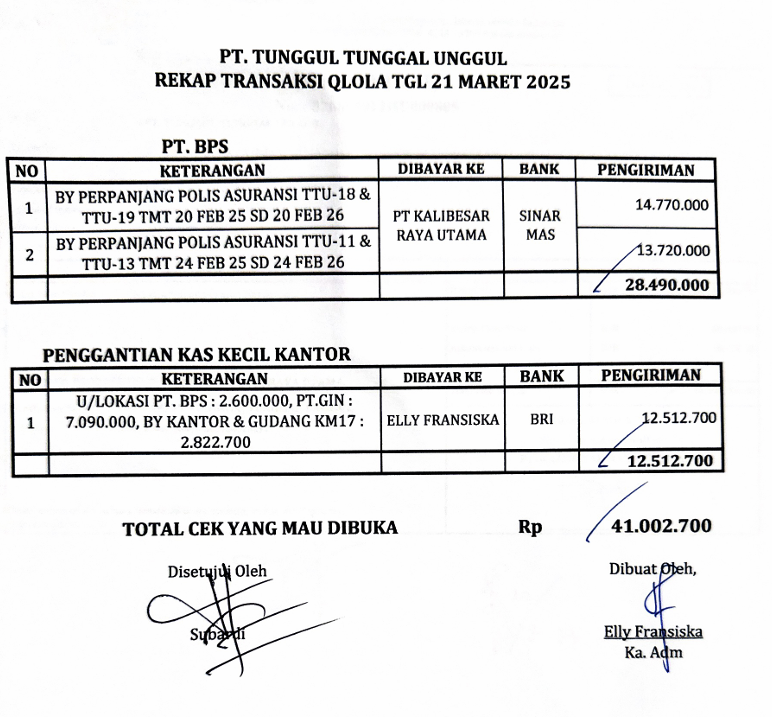 PT. TUNGGUL TUNGGAL UNGGUL
REKAP TRANSAKSI QLOLA TGL 21 MARET 2025
PT. BPS
NO KETERANGAN DIBAYAR KE BANK PENGIRIMAN
1 BY PERPANJANG POLIS ASURANSI TTU-18 &
TTU-19 TMT 20 FEB 25 SD 20 FEB 26
14.770.000
PT KALIBESAR
RAYA UTAMA
SINAR
MAS
2 BY PERPANJANG POLIS ASURANSI TTU-11 &
TTU-13 TMT 24 FEB 25 SD 24 FEB 26
13.720.000
28.490.000
PENGGANTIAN KAS KECIL KANTOR
NO KETERANGAN DIBAYAR KE BANK PENGIRIMAN
1 U/LOKASI PT. BPS : 2.600.000, PT.GIN :
7.090.000, BY KANTOR & GUDANG KM17 :
2.822.700
ELLY FRANSISKA BRI 12.512.700
12.512.700
TOTAL CEK YANG MAU DIBUKA Rp 41.002.700
Disetujui Oleh Dibuat Oleh,
Subardi Elly Fransiska
Ka. Adm